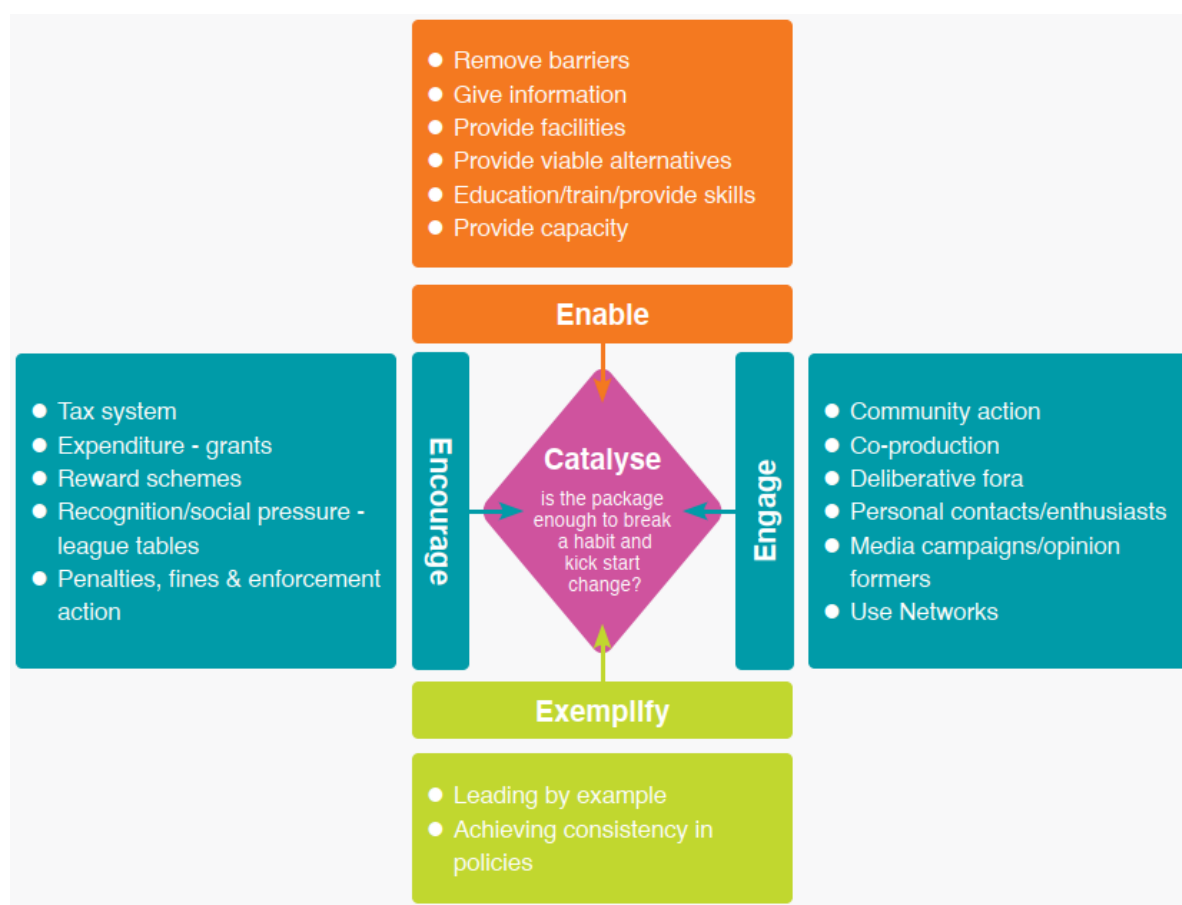 Remove barriers
Give information
Provide facilities
Provide viable alternatives
Education/train/provide skills
Provide capacity
Enable
Tax system
Expenditure - grants
Reward schemes
Recognition/social pressure -
league tables
Penalties, fines & enforcement
action
Encourage
Catalyse
is the package
enough to break
a habit and
kick start
change?
Engage
Community action
Co-production
Deliberative fora
Personal contacts/enthusiasts
Media campaigns/opinion
formers
Use Networks
Exemplify
Leading by example
Achieving consistency in
policies